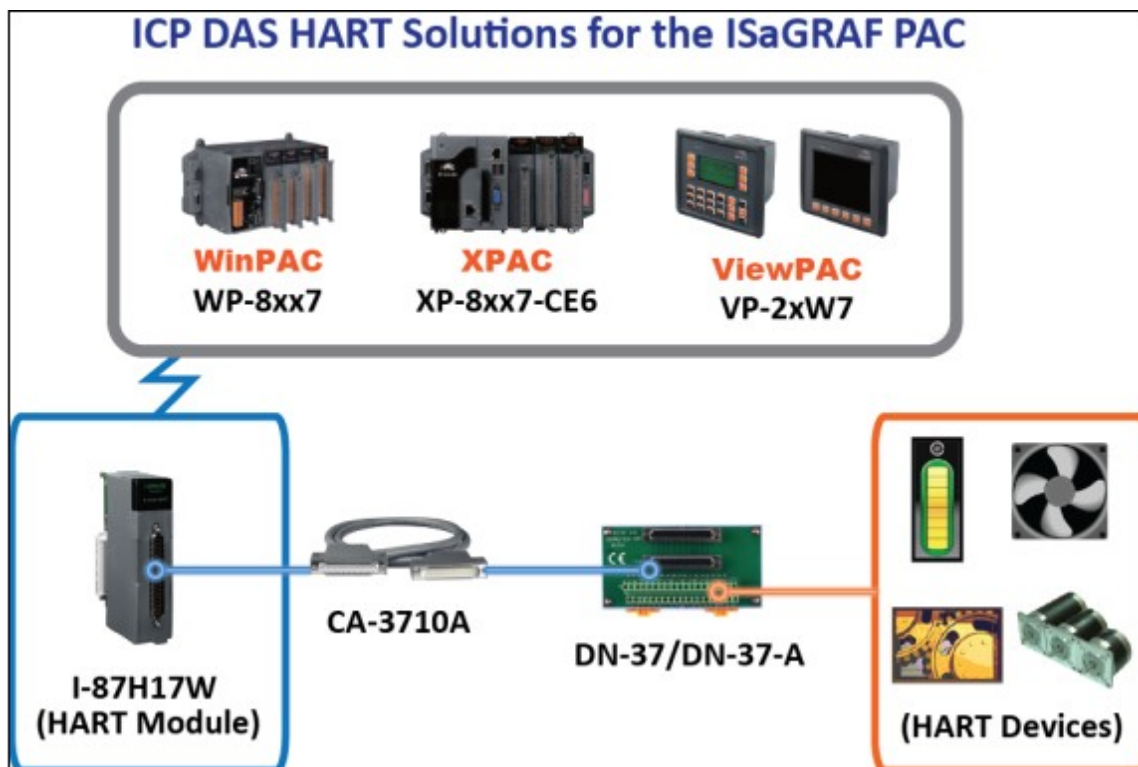 ICP DAS HART Solutions for the ISaGRAF PAC
WinPAC
WP-8xx7
XPAC
XP-8xx7-CE6
ViewPAC
VP-2xW7
I-87H17W
(HART Module)
CA-3710A
CE
DN-37/DN-37-A
(HART Devices)